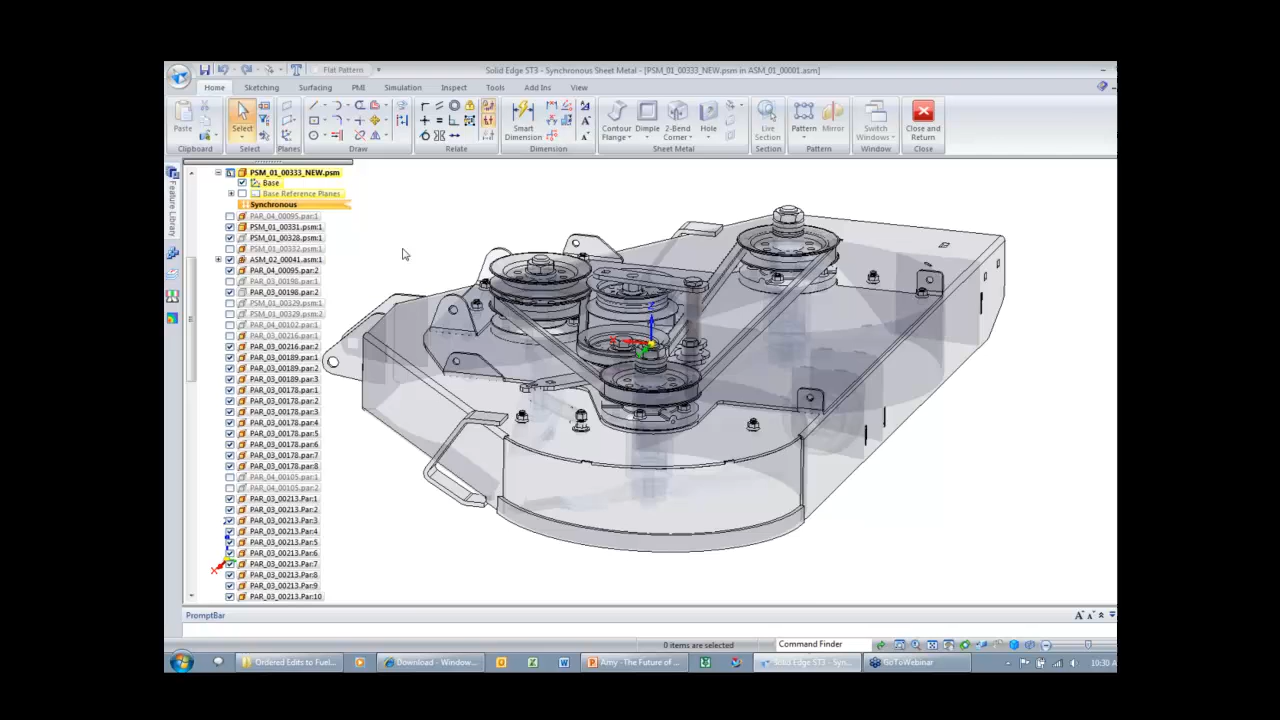 Flat Pattern
Solid Edge ST3 - Synchronous Sheet Metal - [PSM_01_00333_NEW.psm in ASM_01_00001.asm]
Home Sketching Surfacing PMI Simulation Inspect Tools Add Ins View
Paste Select Smart Dimension Contour Flange Dimple 2-Bend Corner Hole Live Section Pattern Mirror Switch Windows Close and Return
Clipboard Select Planes Draw Relate Dimension Sheet Metal Section Pattern Window Close
Feature Library
PSM_01_00333_NEW.psm
Base
Base Reference Planes
Synchronous
PAR_04_00095.par:1
PSM_01_00331.psm:1
PSM_01_00328.psm:1
PSM_01_00332.psm:1
ASM_02_00041.asm:1
PAR_04_00095.par:2
PAR_03_00198.par:1
PAR_03_00198.par:2
PSM_01_00329.psm:1
PSM_01_00329.psm:2
PAR_04_00102.par:1
PAR_03_00216.par:1
PAR_03_00216.par:2
PAR_03_00189.par:1
PAR_03_00189.par:2
PAR_03_00189.par:3
PAR_03_00178.par:1
PAR_03_00178.par:2
PAR_03_00178.par:3
PAR_03_00178.par:4
PAR_03_00178.par:5
PAR_03_00178.par:6
PAR_03_00178.par:7
PAR_03_00178.par:8
PAR_04_00105.par:1
PAR_04_00105.par:2
PAR_03_00213.Par:1
PAR_03_00213.Par:2
PAR_03_00213.Par:3
PAR_03_00213.Par:4
PAR_03_00213.Par:5
PAR_03_00213.Par:6
PAR_03_00213.Par:7
PAR_03_00213.Par:8
PAR_03_00213.Par:9
PAR_03_00213.Par:10
PromptBar
0 items are selected Command Finder
Ordered Edits to Fuel... Download - Window... Amy - The Future of ... Solid Edge ST3 - Syn... GoToWebinar 10:30 A